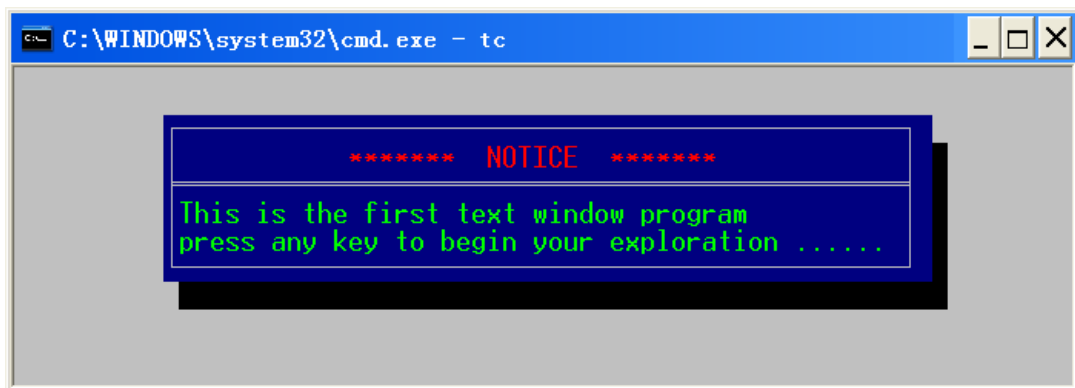 C:\WINDOWS\system32\cmd.exe - tc
******* NOTICE *******
This is the first text window program
press any key to begin your exploration ......